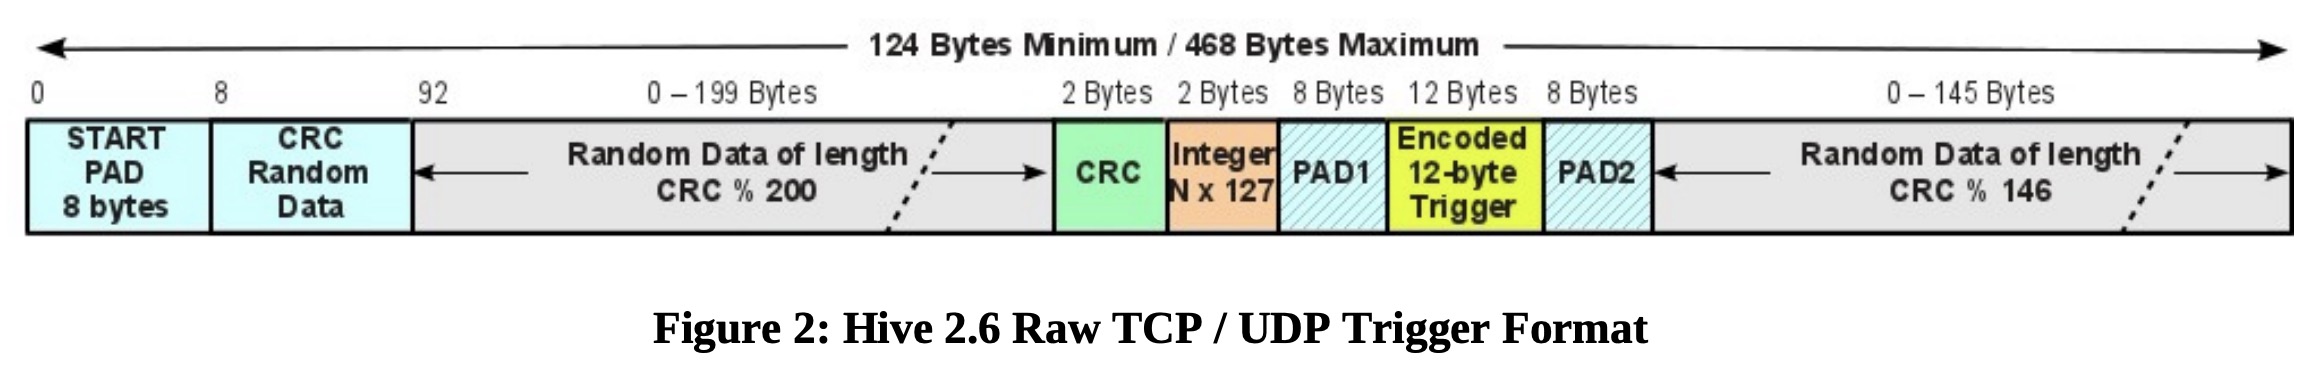 124 Bytes Minimum / 468 Bytes Maximum
0 8 92 0 – 199 Bytes 2 Bytes 2 Bytes 8 Bytes 12 Bytes 8 Bytes 0 – 145 Bytes
START
PAD
8 bytes
CRC
Random
Data
Random Data of length
CRC % 200
CRC
Integer
N x 127
PAD1
Encoded
12-byte
Trigger
PAD2
Random Data of length
CRC % 146
Figure 2: Hive 2.6 Raw TCP / UDP Trigger Format